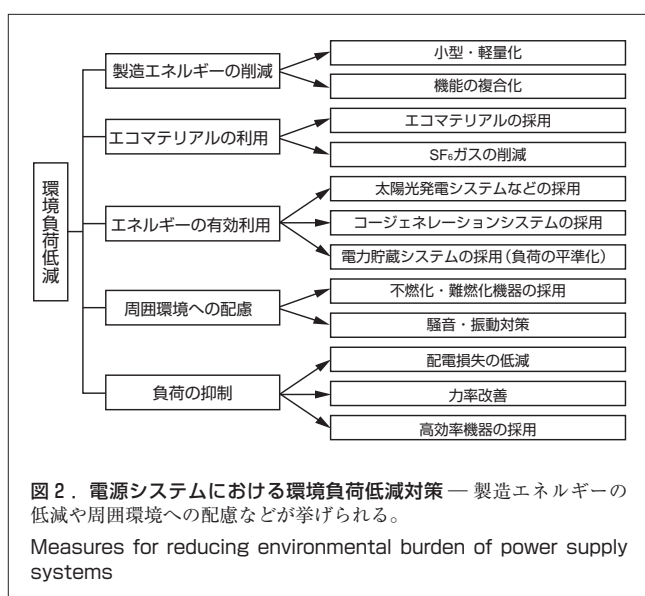 環境負荷低減
製造エネルギーの削減
小型・軽量化
機能の複合化
エコマテリアルの利用
エコマテリアルの採用
SF₆ガスの削減
エネルギーの有効利用
太陽光発電システムなどの採用
コージェネレーションシステムの採用
電力貯蔵システムの採用(負荷の平準化)
周囲環境への配慮
不燃化・難燃化機器の採用
騒音・振動対策
負荷の抑制
配電損失の低減
力率改善
高効率機器の採用
図2．電源システムにおける環境負荷低減対策 — 製造エネルギーの
低減や周囲環境への配慮などが挙げられる。
Measures for reducing environmental burden of power supply
systems